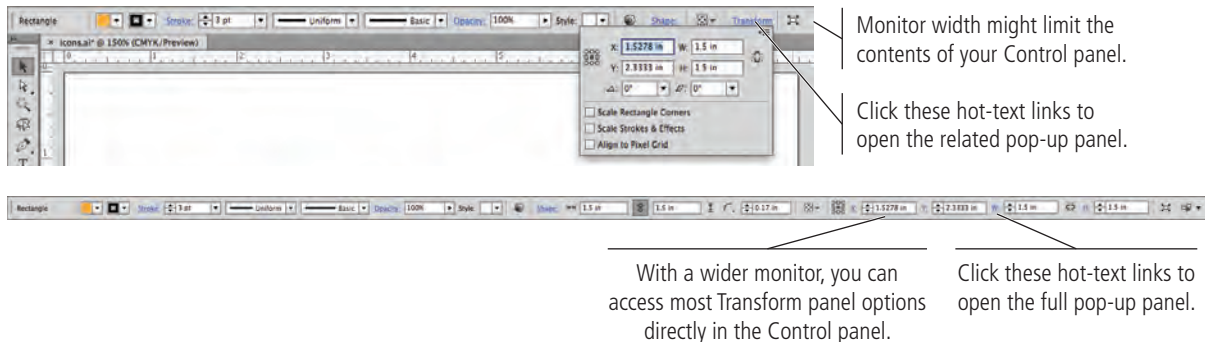 Rectangle Stroke: 3 pt Uniform Basic Opacity: 100% Style: Shape: Transform
Monitor width might limit the
contents of your Control panel.
× icons.ai* @ 150% (CMYK/Preview)
0 1 2 3 4 5
X: 1.5278 in W: 1.5 in
Y: 2.3333 in H: 1.5 in
0° 0°
Scale Rectangle Corners
Scale Strokes & Effects
Align to Pixel Grid
Click these hot-text links to
open the related pop-up panel.
Rectangle Stroke: 3 pt Uniform Basic Opacity: 100% Style: Shape: 1.5 in 1.5 in 0.17 in X: 1.5278 in Y: 2.3333 in W: 1.5 in H: 1.5 in
With a wider monitor, you can
access most Transform panel options
directly in the Control panel.
Click these hot-text links to
open the full pop-up panel.